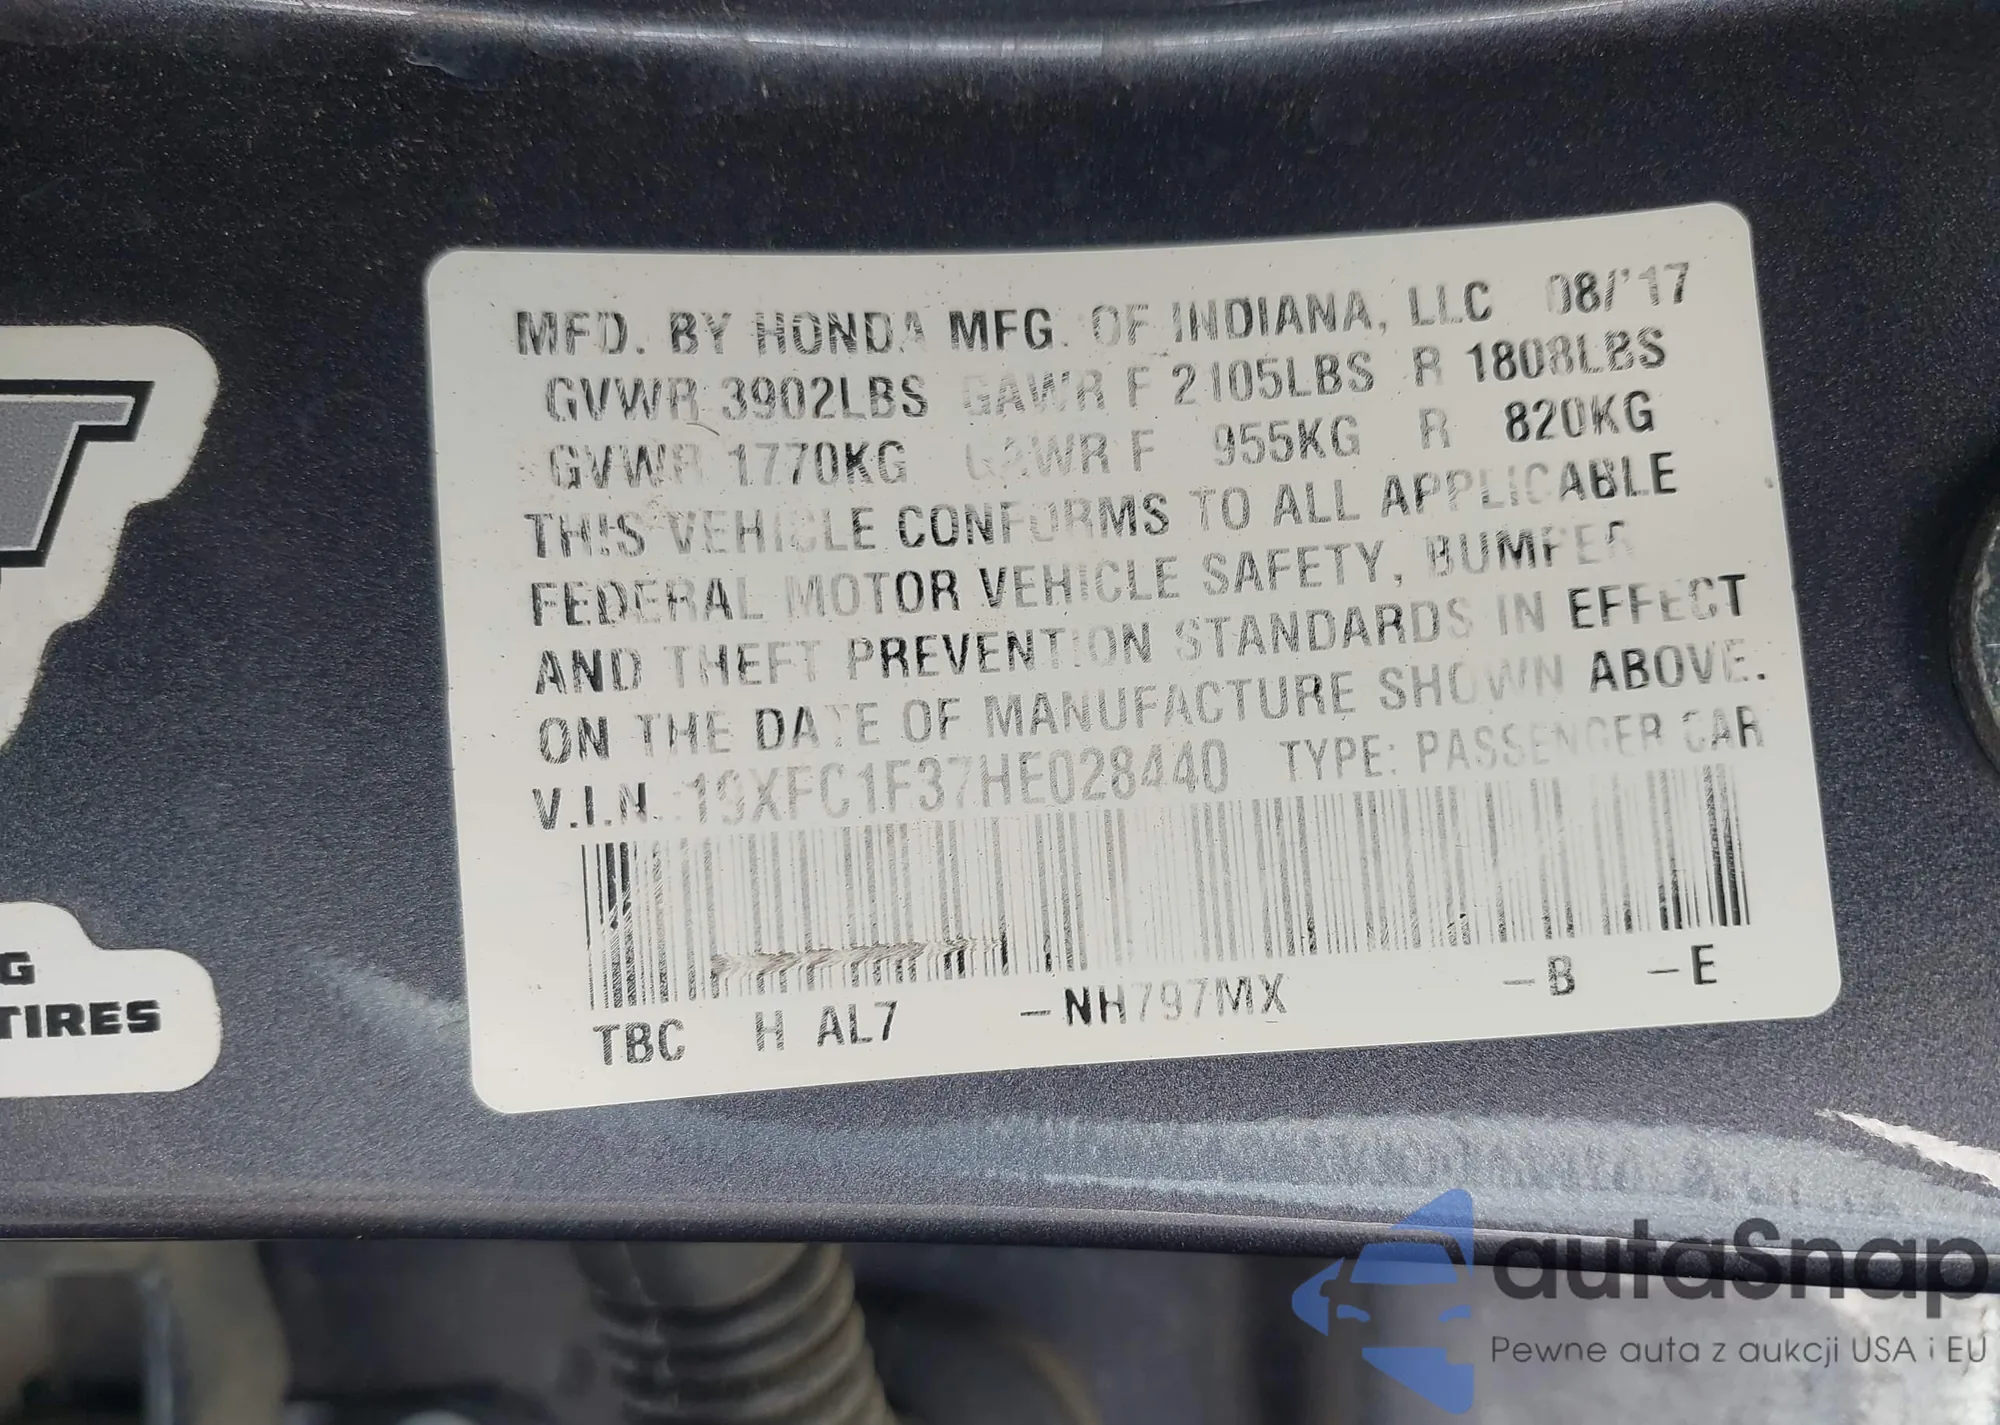 MFD. BY HONDA MFG. OF INDIANA, LLC 08/'17
GVWR 3902LBS GAWR F 2105LBS R 1808LBS
GVWR 1770KG GAWR F 955KG R 820KG
THIS VEHICLE CONFORMS TO ALL APPLICABLE
FEDERAL MOTOR VEHICLE SAFETY, BUMPER
AND THEFT PREVENTION STANDARDS IN EFFECT
ON THE DATE OF MANUFACTURE SHOWN ABOVE.
V.I.N. :19XFC1F37HE028440 TYPE: PASSENGER CAR
TBC H AL7 -NH797MX -B -E
G
TIRES
autaSnap
Pewne auta z aukcji USA i EU